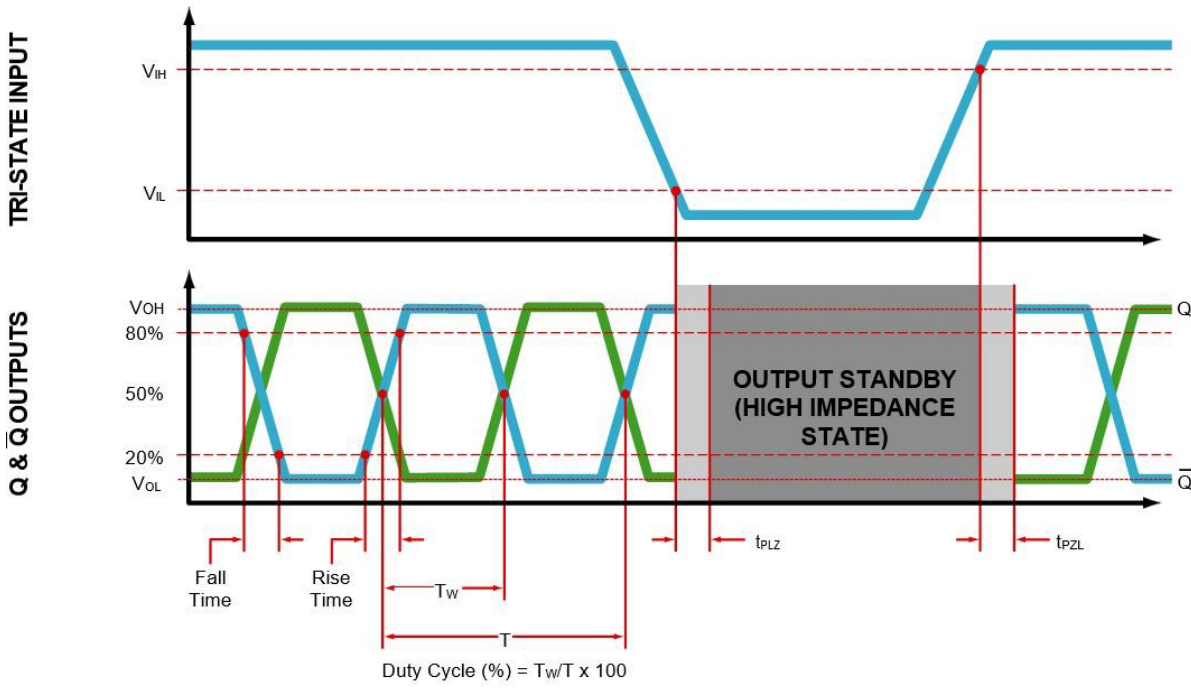 TRI-STATE INPUT
VIH
VIL
Q & Q̅ OUTPUTS
VOH
80%
50%
20%
VOL
Q
Q̅
OUTPUT STANDBY
(HIGH IMPEDANCE
STATE)
Fall
Time
Rise
Time
tPLZ
tPZL
TW
T
Duty Cycle (%) = TW/T x 100